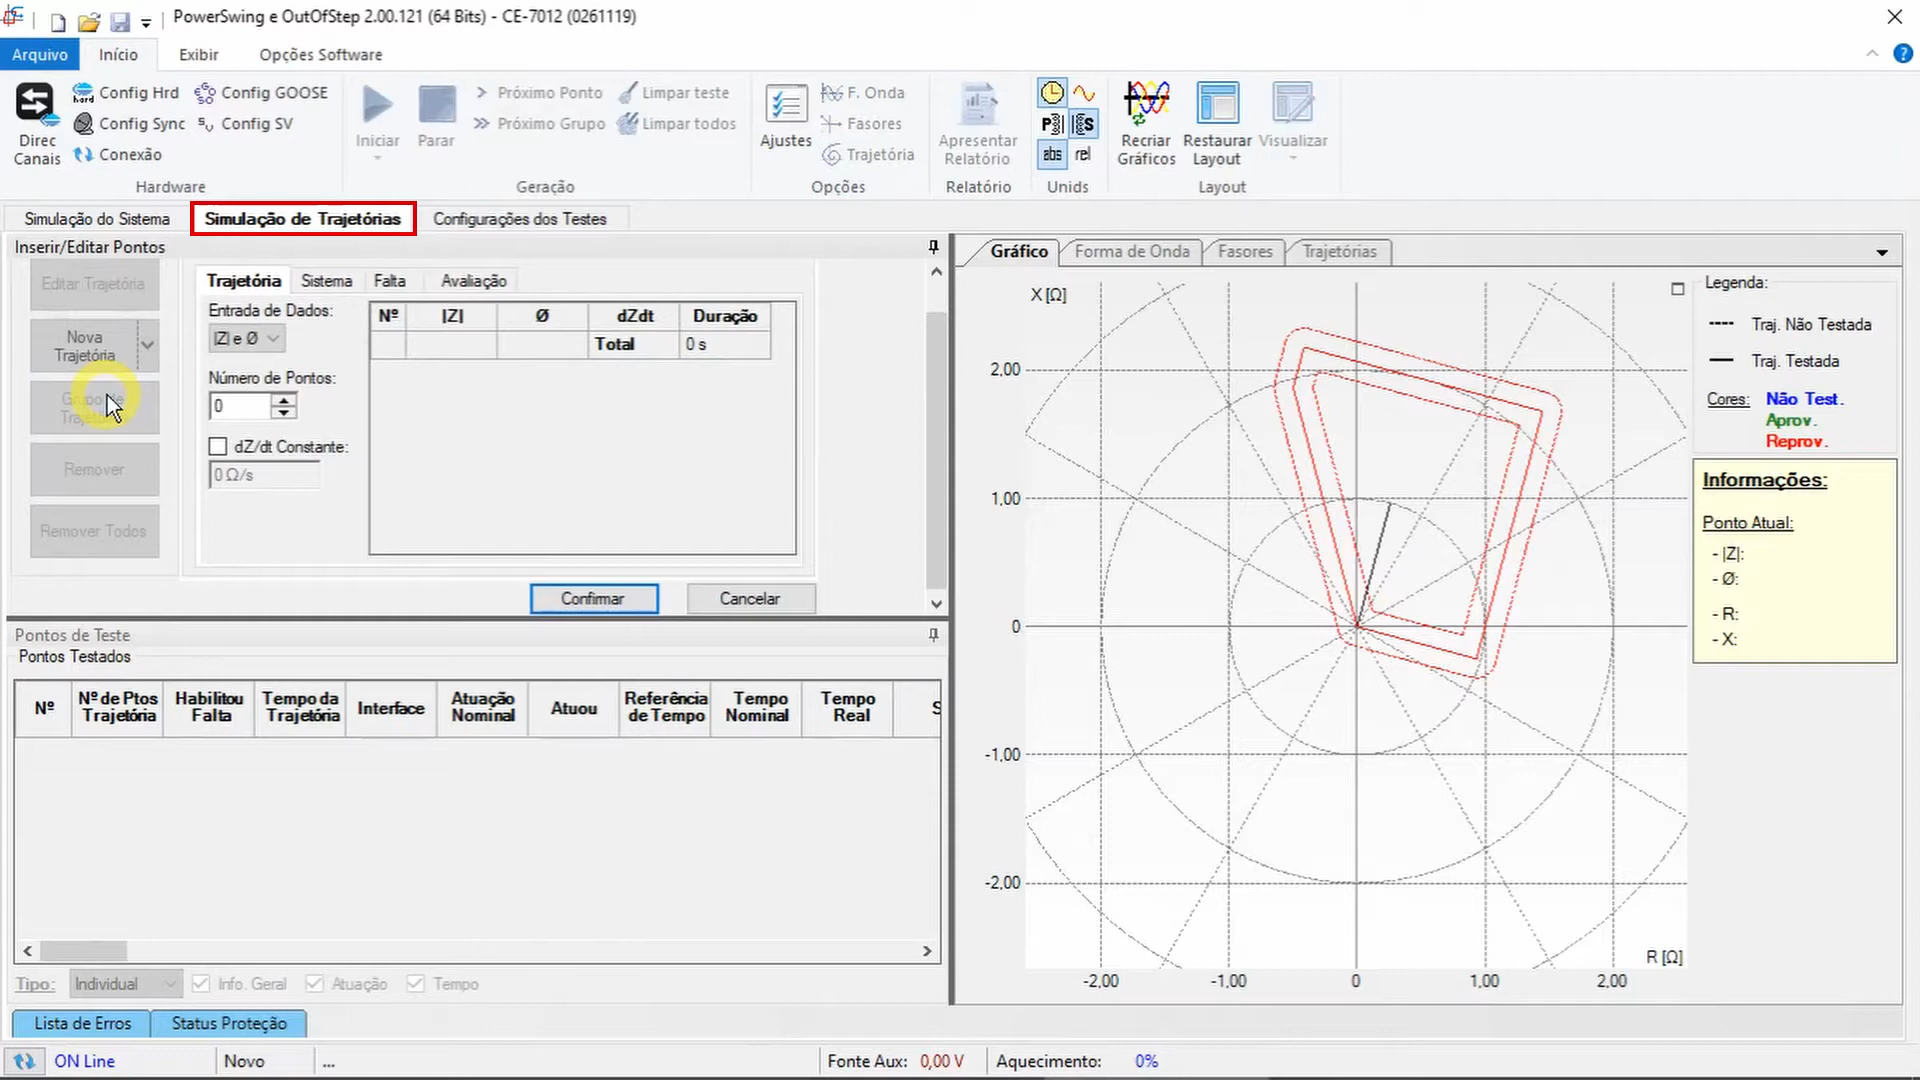 PowerSwing e OutOfStep 2.00.121 (64 Bits) - CE-7012 (0261119)
Arquivo Início Exibir Opções Software
Direc Canais
Config Hrd
Config GOOSE
Config Sync
Config SV
Conexão
Hardware
Iniciar
Parar
Próximo Ponto
Limpar teste
Próximo Grupo
Limpar todos
Geração
Ajustes
F. Onda
Fasores
Trajetória
Opções
Apresentar Relatório
Relatório
abs rel
Unids
Recriar Gráficos
Restaurar Layout
Visualizar
Layout
Simulação do Sistema Simulação de Trajetórias Configurações dos Testes
Inserir/Editar Pontos
Editar Trajetória
Nova Trajetória
Grupo de
Remover
Remover Todos
Trajetória Sistema Falta Avaliação
Entrada de Dados:
|Z| e Ø
Número de Pontos:
0
dZ/dt Constante:
0 Ω/s
Nº |Z| Ø dZdt Duração
Total 0 s
Confirmar Cancelar
Pontos de Teste
Pontos Testados
Nº
Nº de Ptos Trajetória
Habilitou Falta
Tempo da Trajetória
Interface
Atuação Nominal
Atuou
Referência de Tempo
Tempo Nominal
Tempo Real
S
Tipo: Individual Info. Geral Atuação Tempo
Lista de Erros Status Proteção
ON Line Novo ... Fonte Aux: 0,00 V Aquecimento: 0%
Gráfico Forma de Onda Fasores Trajetórias
X [Ω]
2,00
1,00
0
-1,00
-2,00
R [Ω]
-2,00 -1,00 0 1,00 2,00
Legenda:
Traj. Não Testada
Traj. Testada
Cores: Não Test.
Aprov.
Reprov.
Informações:
Ponto Atual:
- |Z|:
- Ø:
- R:
- X: